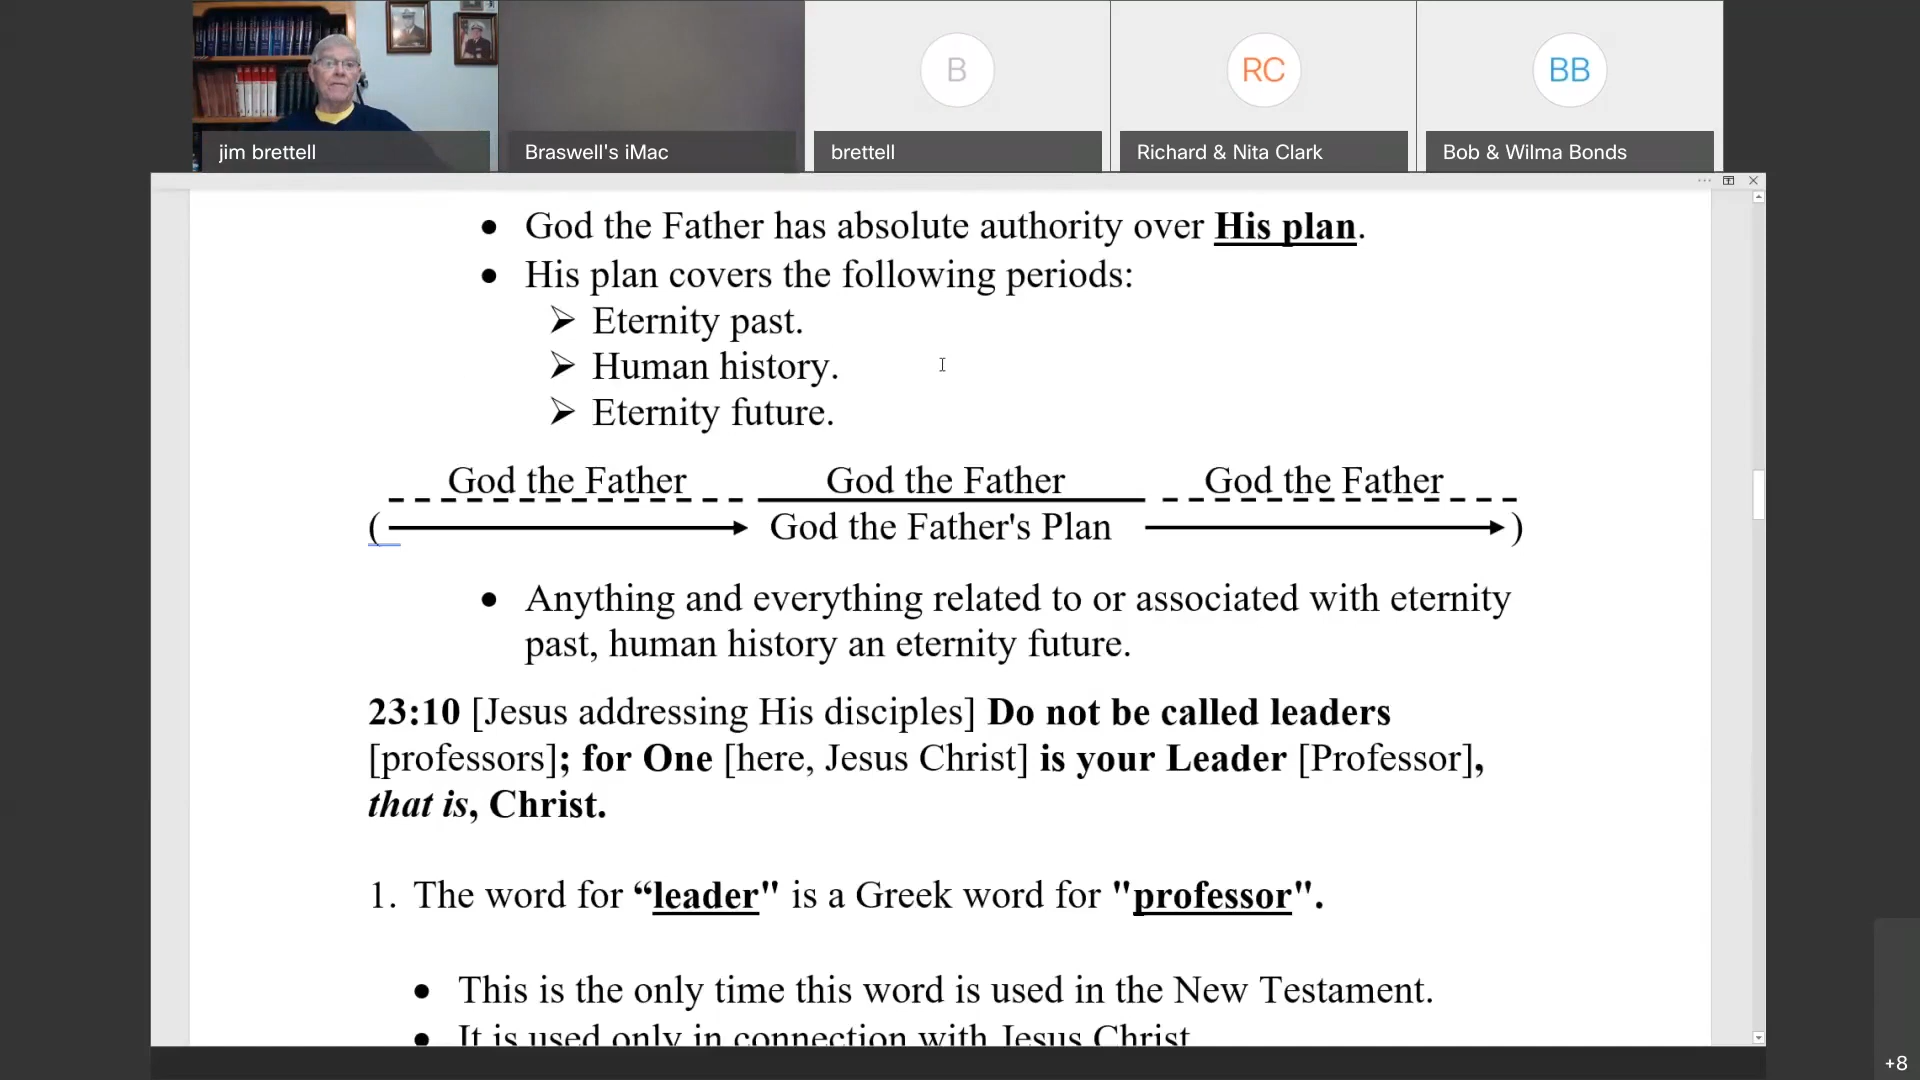 B
RC
BB
jim brettell
Braswell's iMac
brettell
Richard & Nita Clark
Bob & Wilma Bonds
• God the Father has absolute authority over His plan.
• His plan covers the following periods:
➢ Eternity past.
➢ Human history.
➢ Eternity future.
God the Father God the Father God the Father
( God the Father's Plan )
• Anything and everything related to or associated with eternity
past, human history an eternity future.
23:10 [Jesus addressing His disciples] Do not be called leaders
[professors]; for One [here, Jesus Christ] is your Leader [Professor],
that is, Christ.
1. The word for “leader" is a Greek word for "professor".
• This is the only time this word is used in the New Testament.
• It is used only in connection with Jesus Christ
+8